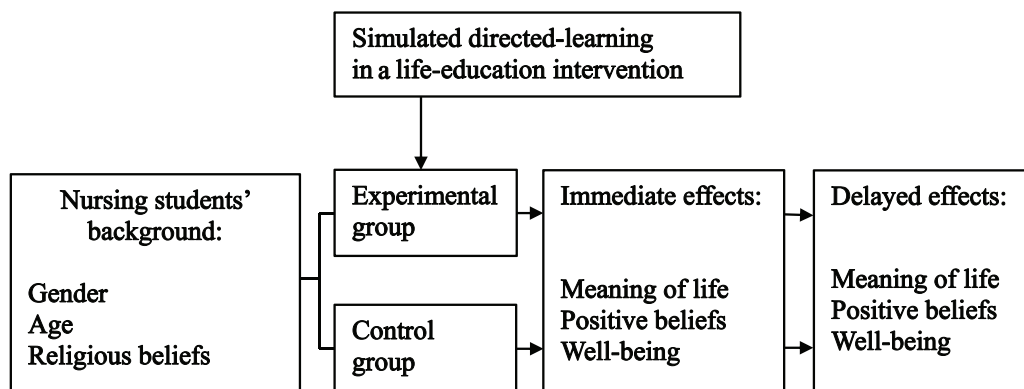 Simulated directed-learning
in a life-education intervention
Nursing students’
background:
Gender
Age
Religious beliefs
Experimental
group
Control
group
Immediate effects:
Meaning of life
Positive beliefs
Well-being
Delayed effects:
Meaning of life
Positive beliefs
Well-being